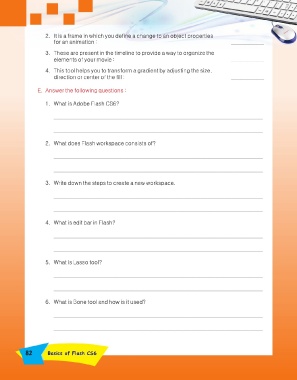 2. It is a frame in which you define a change to an object properties
for an animation :
3. These are present in the timeline to provide a way to organize the
elements of your movie :
4. This tool helps you to transform a gradient by adjusting the size,
direction or center of the fill :
E. Answer the following questions :
1. What is Adobe Flash CS6?
2. What does Flash workspace consists of?
3. Write down the steps to create a new workspace.
4. What is edit bar in Flash?
5. What is Lasso tool?
6. What is Bone tool and how is it used?
82 Basics of Flash CS6